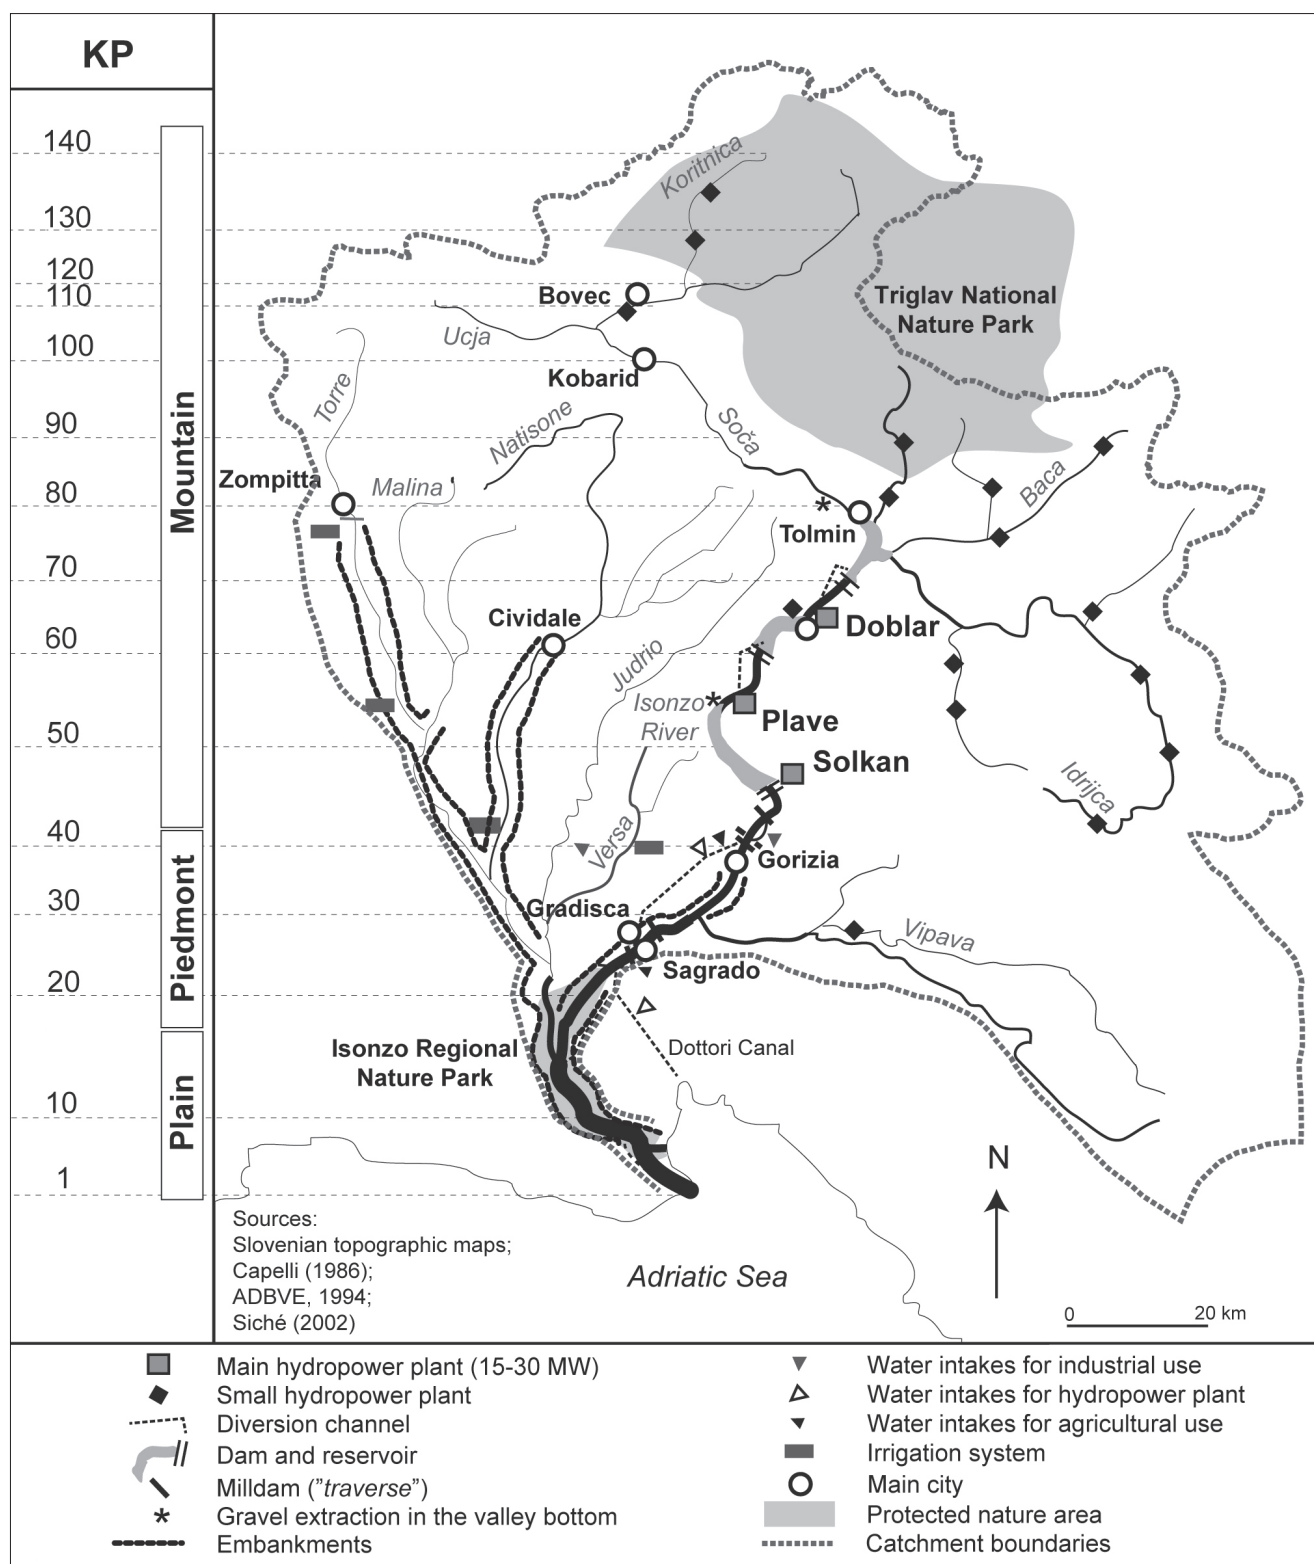 KP
140
130
120
110
100
90
80
70
60
50
40
30
20
10
1
Mountain
Piedmont
Plain
Koritnica
Bovec
Triglav National
Nature Park
Ucja
Kobarid
Torre
Natisone
Soča
Zompitta
Malina
Baca
Tolmin
Cividale
Doblar
Judrio
Isonzo
River
Plave
Solkan
Idrijca
Versa
Gorizia
Gradisca
Vipava
Sagrado
Isonzo Regional
Nature Park
Dottori Canal
N
Sources:
Slovenian topographic maps;
Capelli (1986);
ADBVE, 1994;
Siché (2002)
Adriatic Sea
0 20 km
Main hydropower plant (15-30 MW)
Small hydropower plant
Diversion channel
Dam and reservoir
Milldam (”traverse”)
Gravel extraction in the valley bottom
Embankments
Water intakes for industrial use
Water intakes for hydropower plant
Water intakes for agricultural use
Irrigation system
Main city
Protected nature area
Catchment boundaries